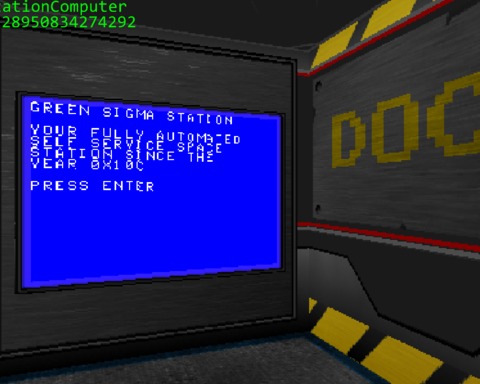 ationComputer
28950834274292
GREEN SIGMA STATION
YOUR FULLY AUTOMATED
SELF SERVICE SPACE
STATION SINCE THE
YEAR 0X10C
PRESS ENTER
DOC